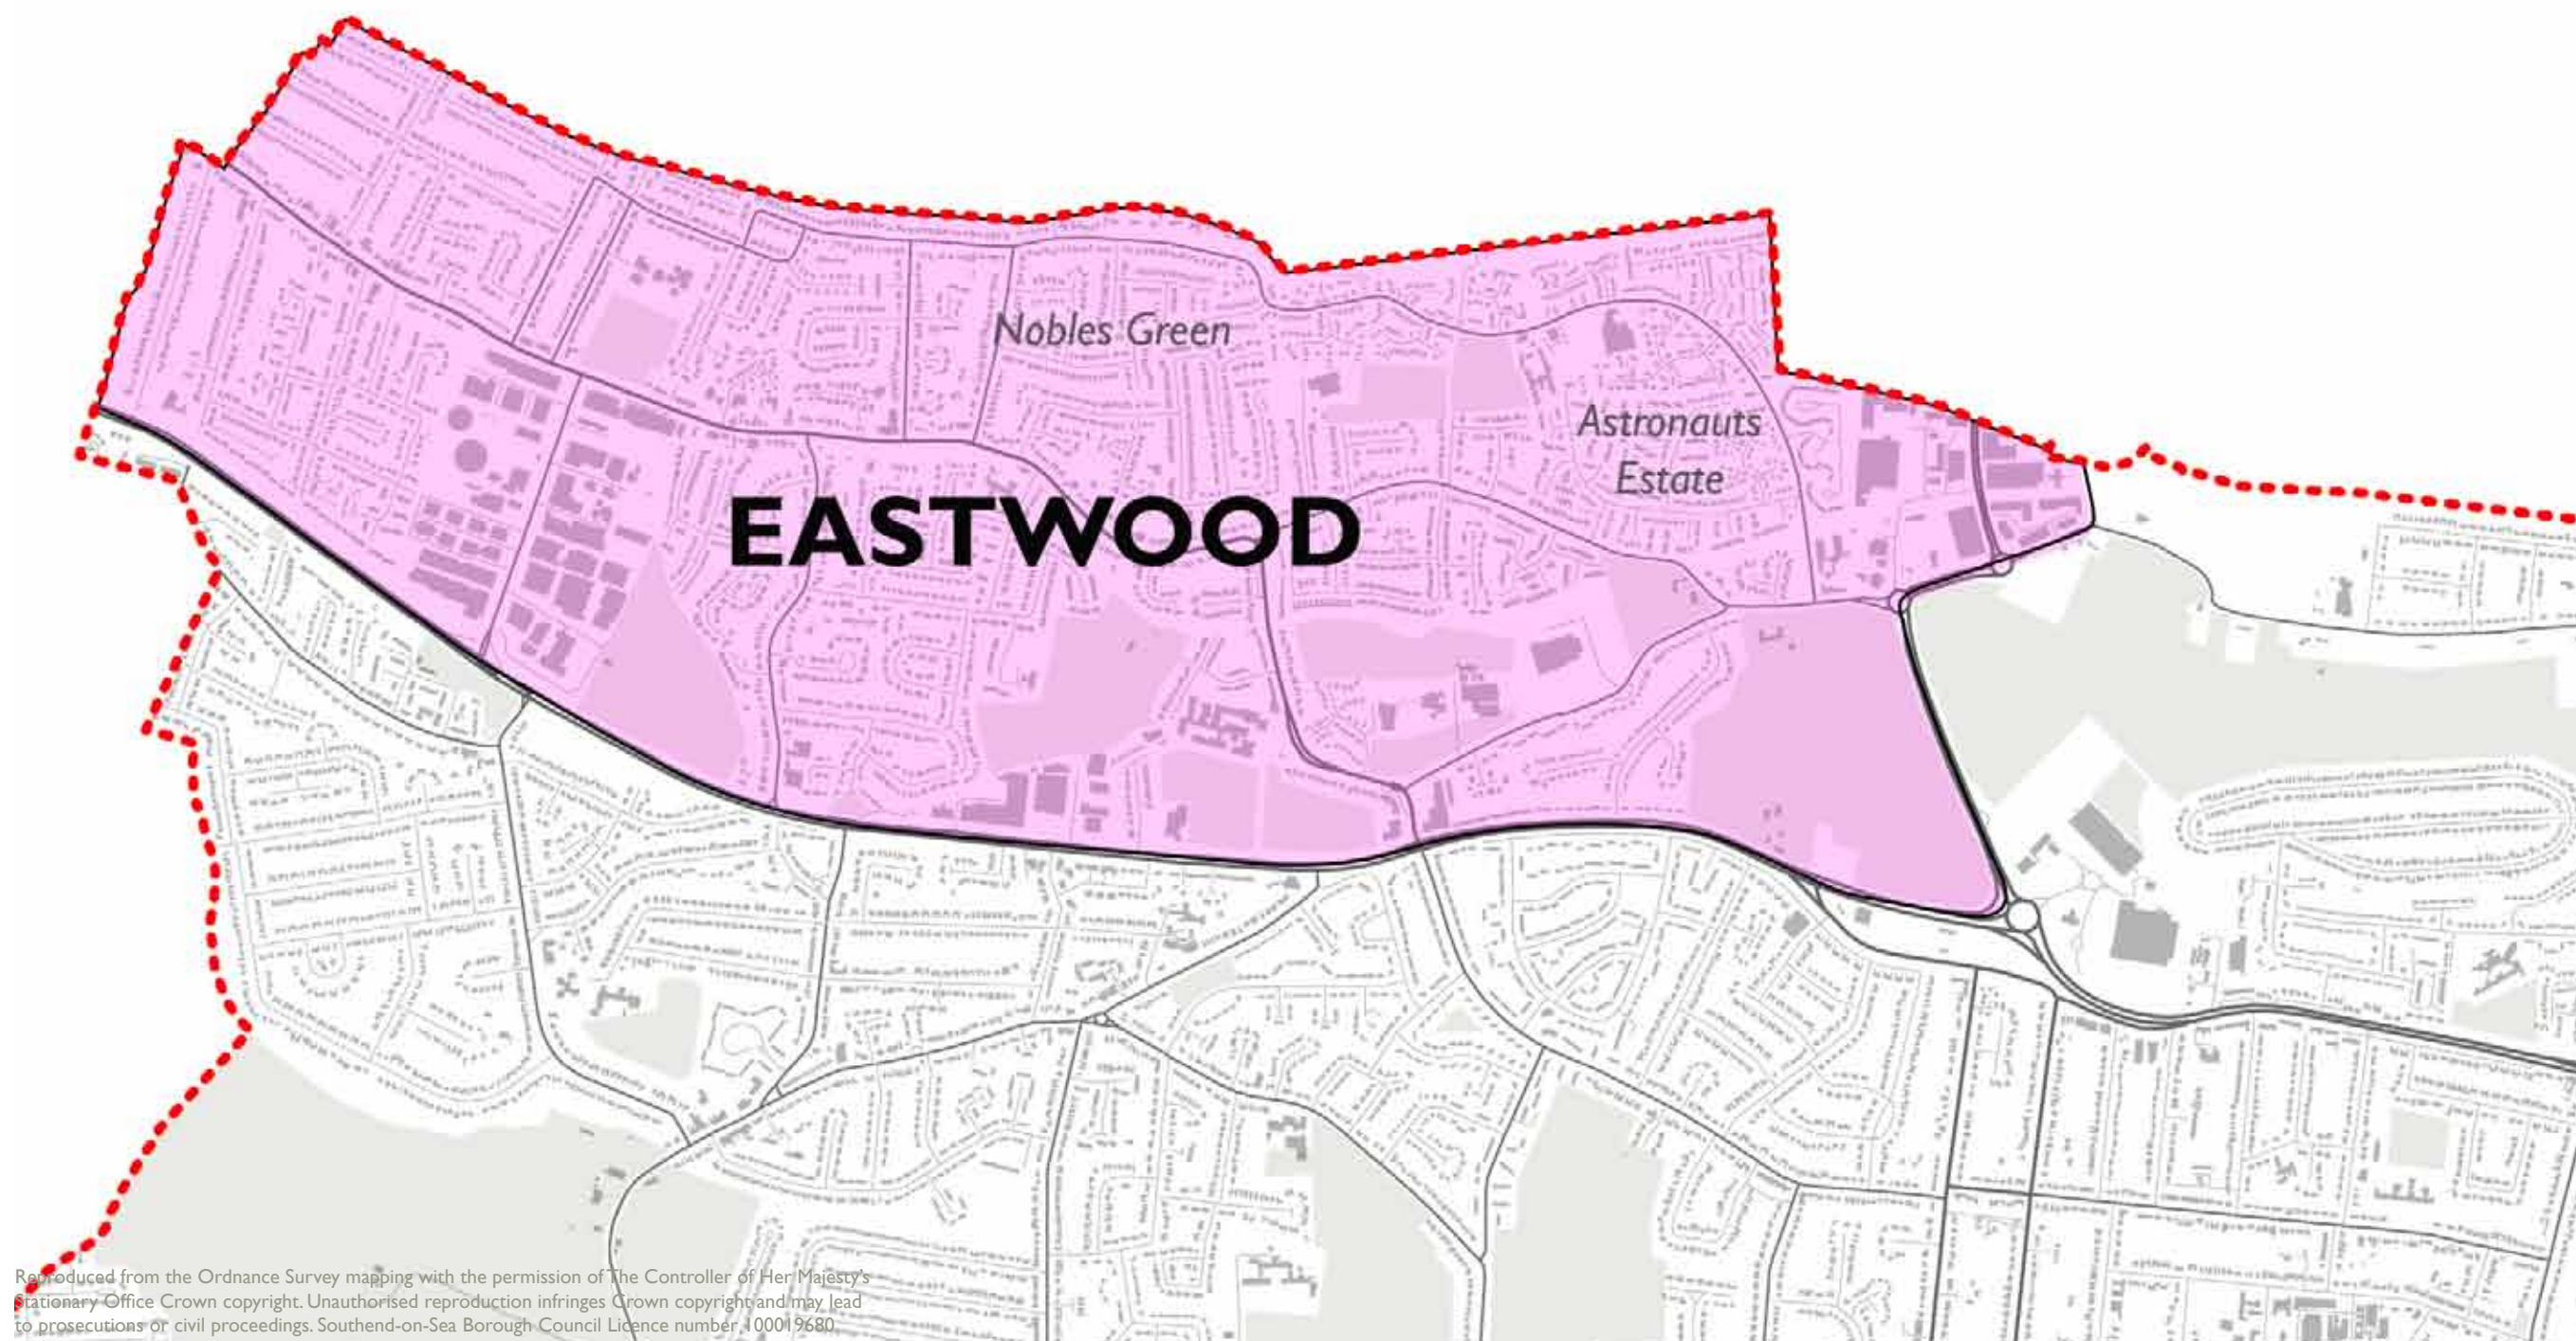 Nobles Green
Astronauts
Estate
EASTWOOD
Reproduced from the Ordnance Survey mapping with the permission of The Controller of Her Majesty's
Stationary Office Crown copyright. Unauthorised reproduction infringes Crown copyright and may lead
to prosecutions or civil proceedings. Southend-on-Sea Borough Council Licence number 100019680